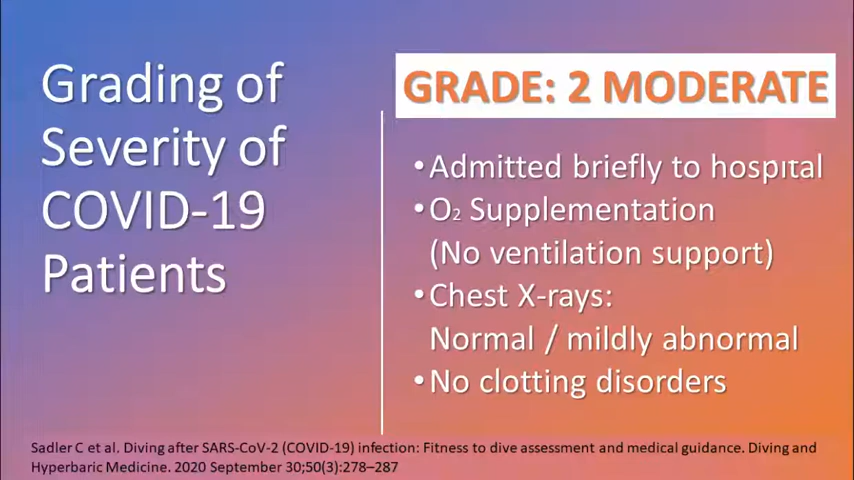 Grading of
Severity of
COVID-19
Patients
GRADE: 2 MODERATE
•Admitted briefly to hospital
•O₂ Supplementation
(No ventilation support)
•Chest X-rays:
Normal / mildly abnormal
•No clotting disorders
Sadler C et al. Diving after SARS-CoV-2 (COVID-19) infection: Fitness to dive assessment and medical guidance. Diving and
Hyperbaric Medicine. 2020 September 30;50(3):278–287